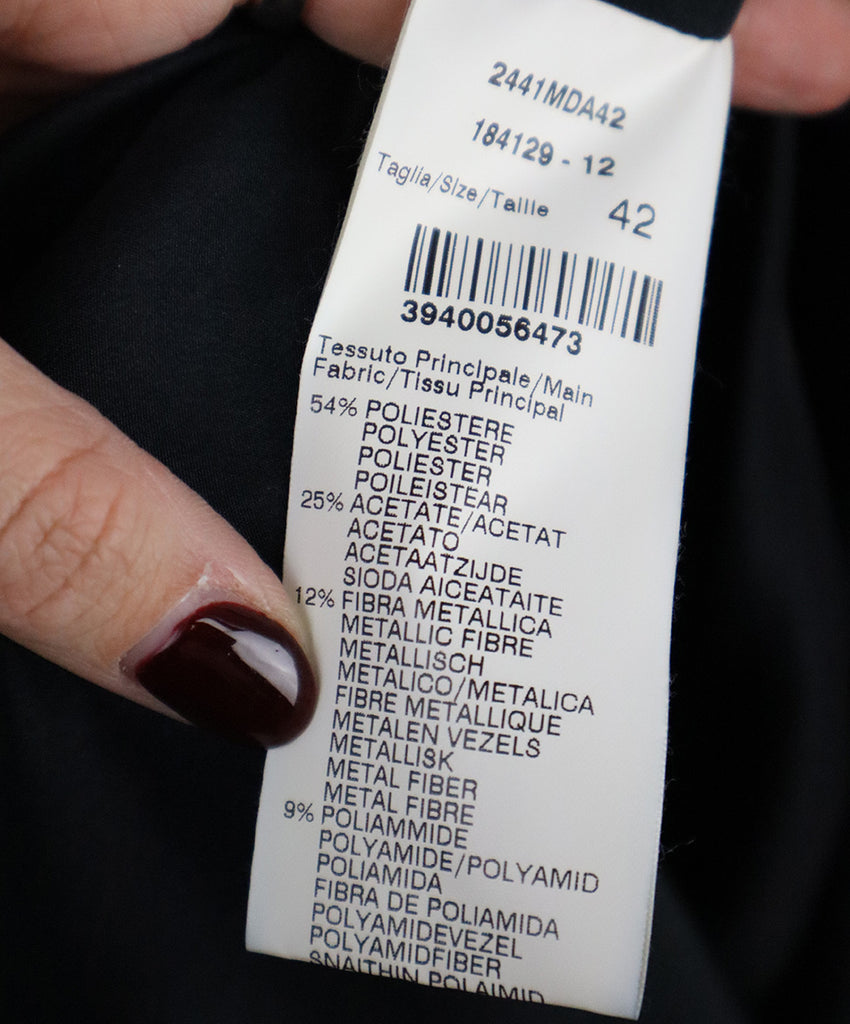 2441MDA42
184129 - 12
Taglia/Size/Taille 42
3940056473
Tessuto Principale/Main
Fabric/Tissu Principal
54% POLIESTERE
POLYESTER
POLIESTER
POILEISTEAR
25% ACETATE/ACETAT
ACETATO
ACETAATZIJDE
SIODA AICEATAITE
12% FIBRA METALLICA
METALLIC FIBRE
METALLISCH
METALICO/METALICA
FIBRE METALLIQUE
METALEN VEZELS
METALLISK
METAL FIBER
METAL FIBRE
9% POLIAMMIDE
POLYAMIDE/POLYAMID
POLIAMIDA
FIBRA DE POLIAMIDA
POLYAMIDEVEZEL
POLYAMIDFIBER
SNAITHIN POLAIMID